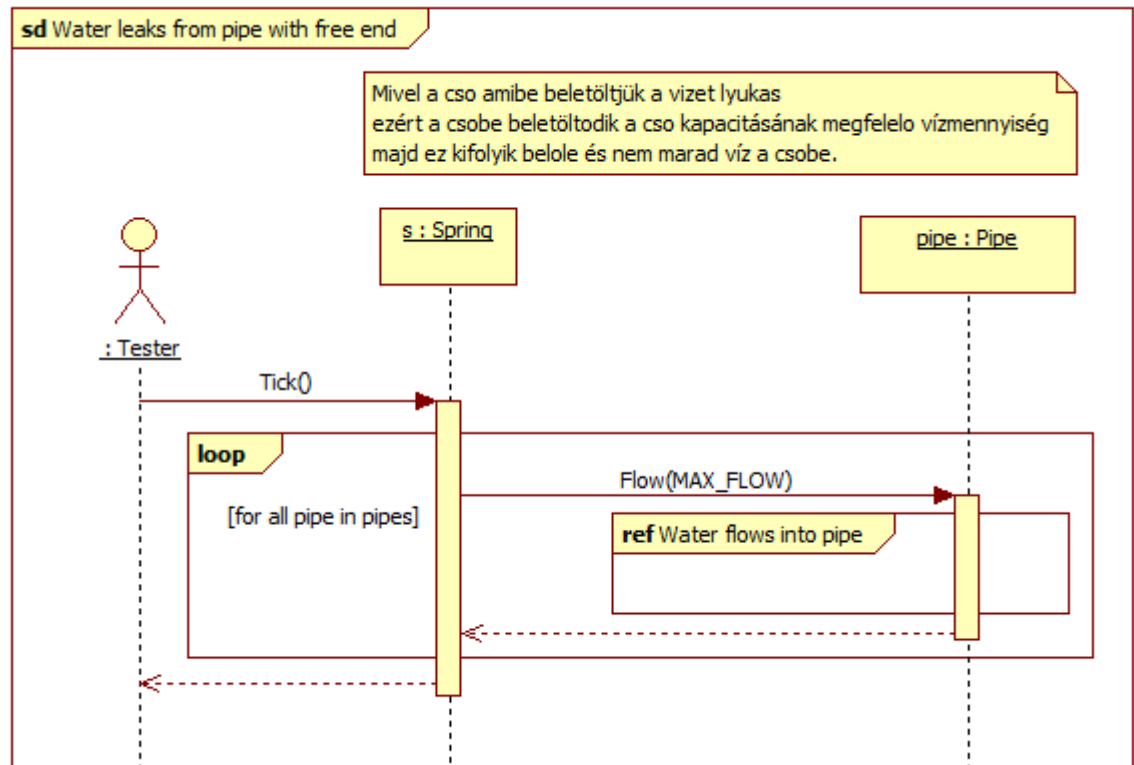 sd Water leaks from pipe with free end
Mivel a cso amibe beletöltjük a vizet lyukas
ezért a csobe beletöltodik a cso kapacitásának megfelelo vízmennyiség
majd ez kifolyik belole és nem marad víz a csobe.
s : Spring
pipe : Pipe
: Tester
Tick()
loop
Flow(MAX_FLOW)
[for all pipe in pipes]
ref Water flows into pipe